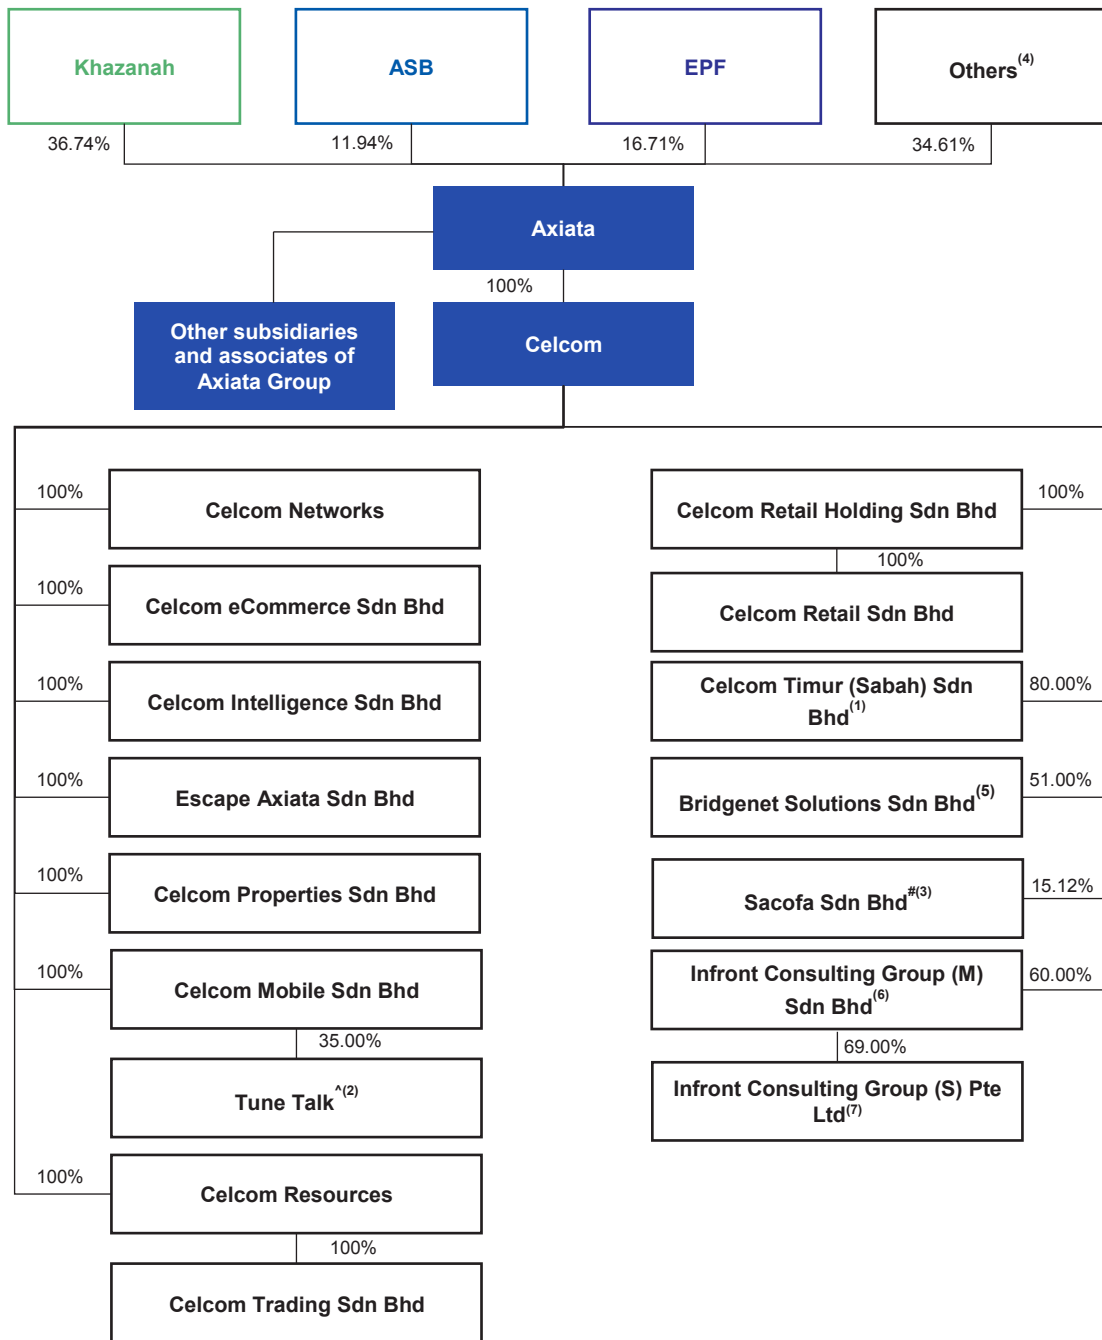 Khazanah
ASB
EPF
Others(4)
36.74%
11.94%
16.71%
34.61%
Axiata
100%
Other subsidiaries
and associates of
Axiata Group
Celcom
100%
Celcom Networks
100%
Celcom eCommerce Sdn Bhd
100%
Celcom Intelligence Sdn Bhd
100%
Escape Axiata Sdn Bhd
100%
Celcom Properties Sdn Bhd
100%
Celcom Mobile Sdn Bhd
35.00%
Tune Talk^(2)
100%
Celcom Resources
100%
Celcom Trading Sdn Bhd
Celcom Retail Holding Sdn Bhd
100%
100%
Celcom Retail Sdn Bhd
Celcom Timur (Sabah) Sdn
Bhd(1)
80.00%
Bridgenet Solutions Sdn Bhd(5)
51.00%
Sacofa Sdn Bhd#(3)
15.12%
Infront Consulting Group (M)
Sdn Bhd(6)
60.00%
69.00%
Infront Consulting Group (S) Pte
Ltd(7)